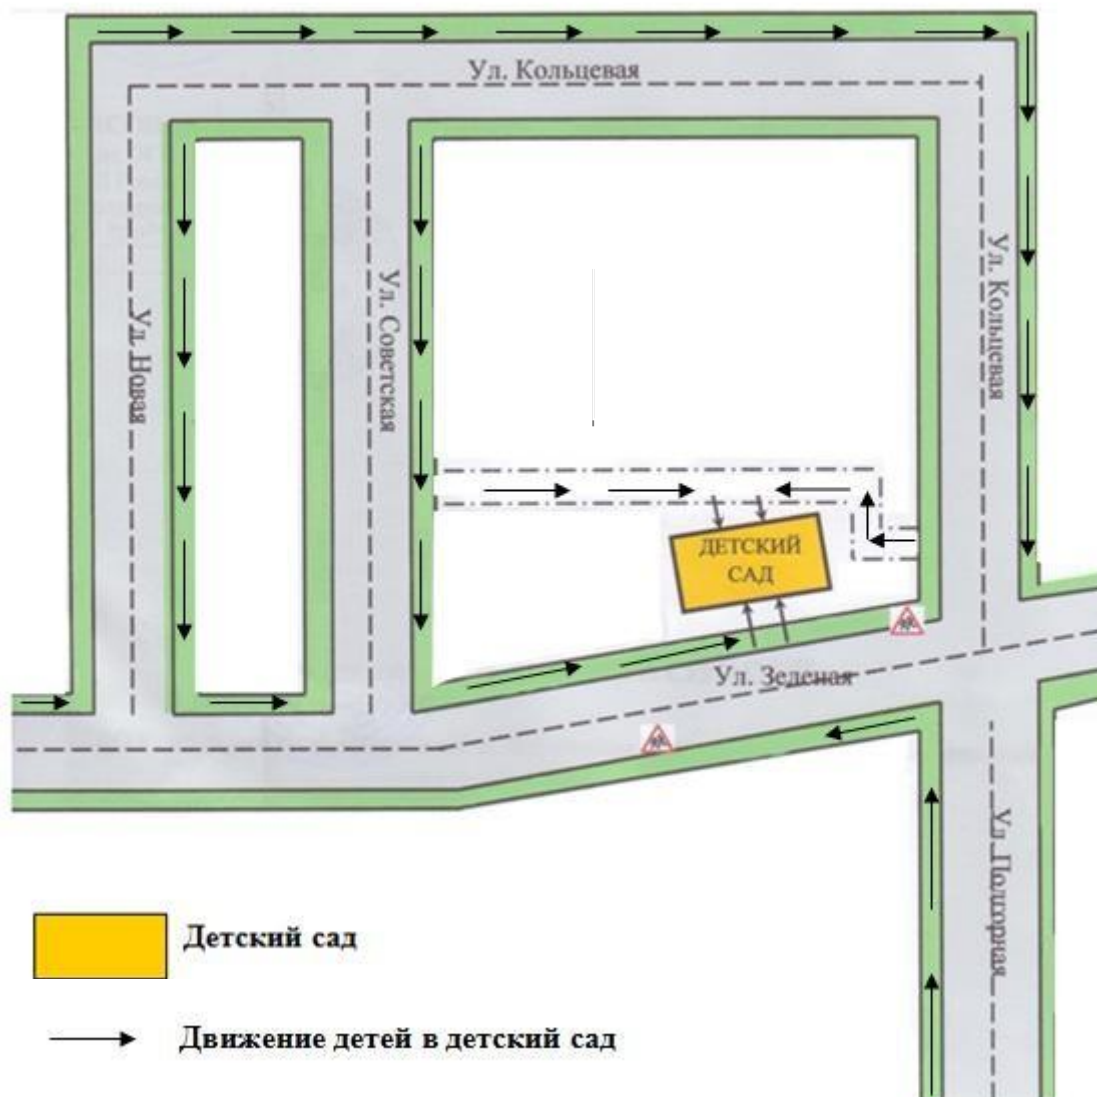 Ул. Кольцевая
Ул. Новая
Ул. Советская
Ул. Кольцевая
ДЕТСКИЙ
САД
Ул. Зеленая
Ул. Подгорная
Детский сад
Движение детей в детский сад